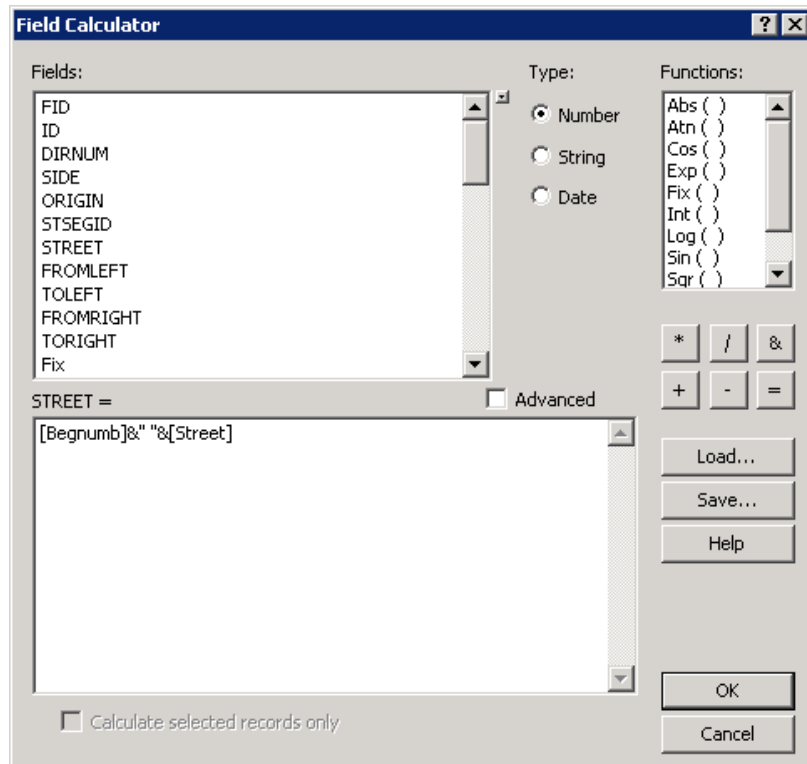 Field Calculator
Fields:
FID
ID
DIRNUM
SIDE
ORIGIN
STSEGID
STREET
FROMLEFT
TOLEFT
FROMRIGHT
TORIGHT
Fix
Type:
Number
String
Date
Functions:
Abs ( )
Atn ( )
Cos ( )
Exp ( )
Fix ( )
Int ( )
Log ( )
Sin ( )
Sqr ( )
* / &
+ - =
STREET =
Advanced
[Begnumb]&" "&[Street]
Load...
Save...
Help
Calculate selected records only
OK
Cancel